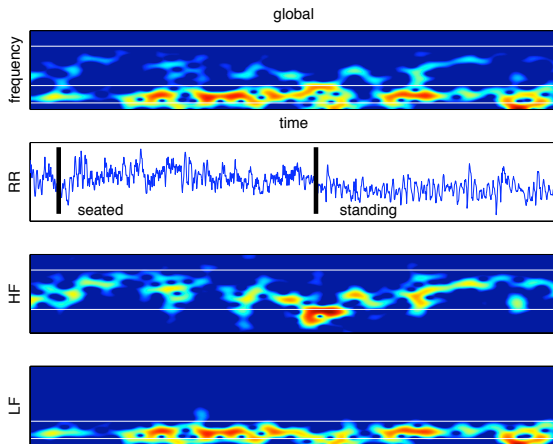 global
frequency
time
RR
seated
standing
HF
LF